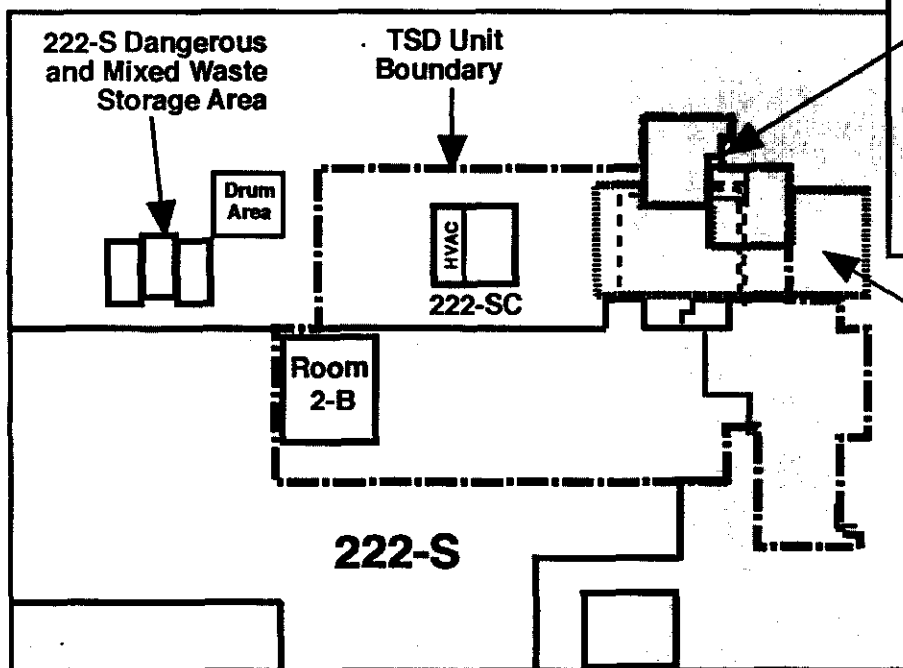 222-S Dangerous
and Mixed Waste
Storage Area
TSD Unit
Boundary
Drum
Area
HVAC
222-SC
Room
2-B
222-S